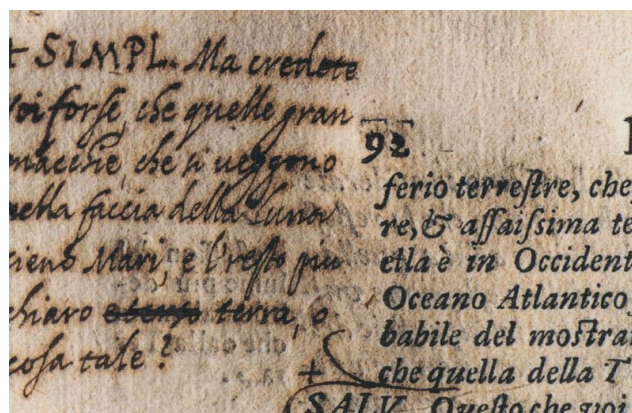 + SIMPL. Ma credete
voi forse, che quelle gran
macchie, che si veggono
nella faccia della Luna
sieno Mari, e l'resto piu
chiaro terra, o
cosa tale?
92
ferio terreſtre, che
re, & aſſaiſsima te
ella è in Occident
Oceano Atlantico
babile del moſtra
+ che quella della T
SALV. Queſto che voi